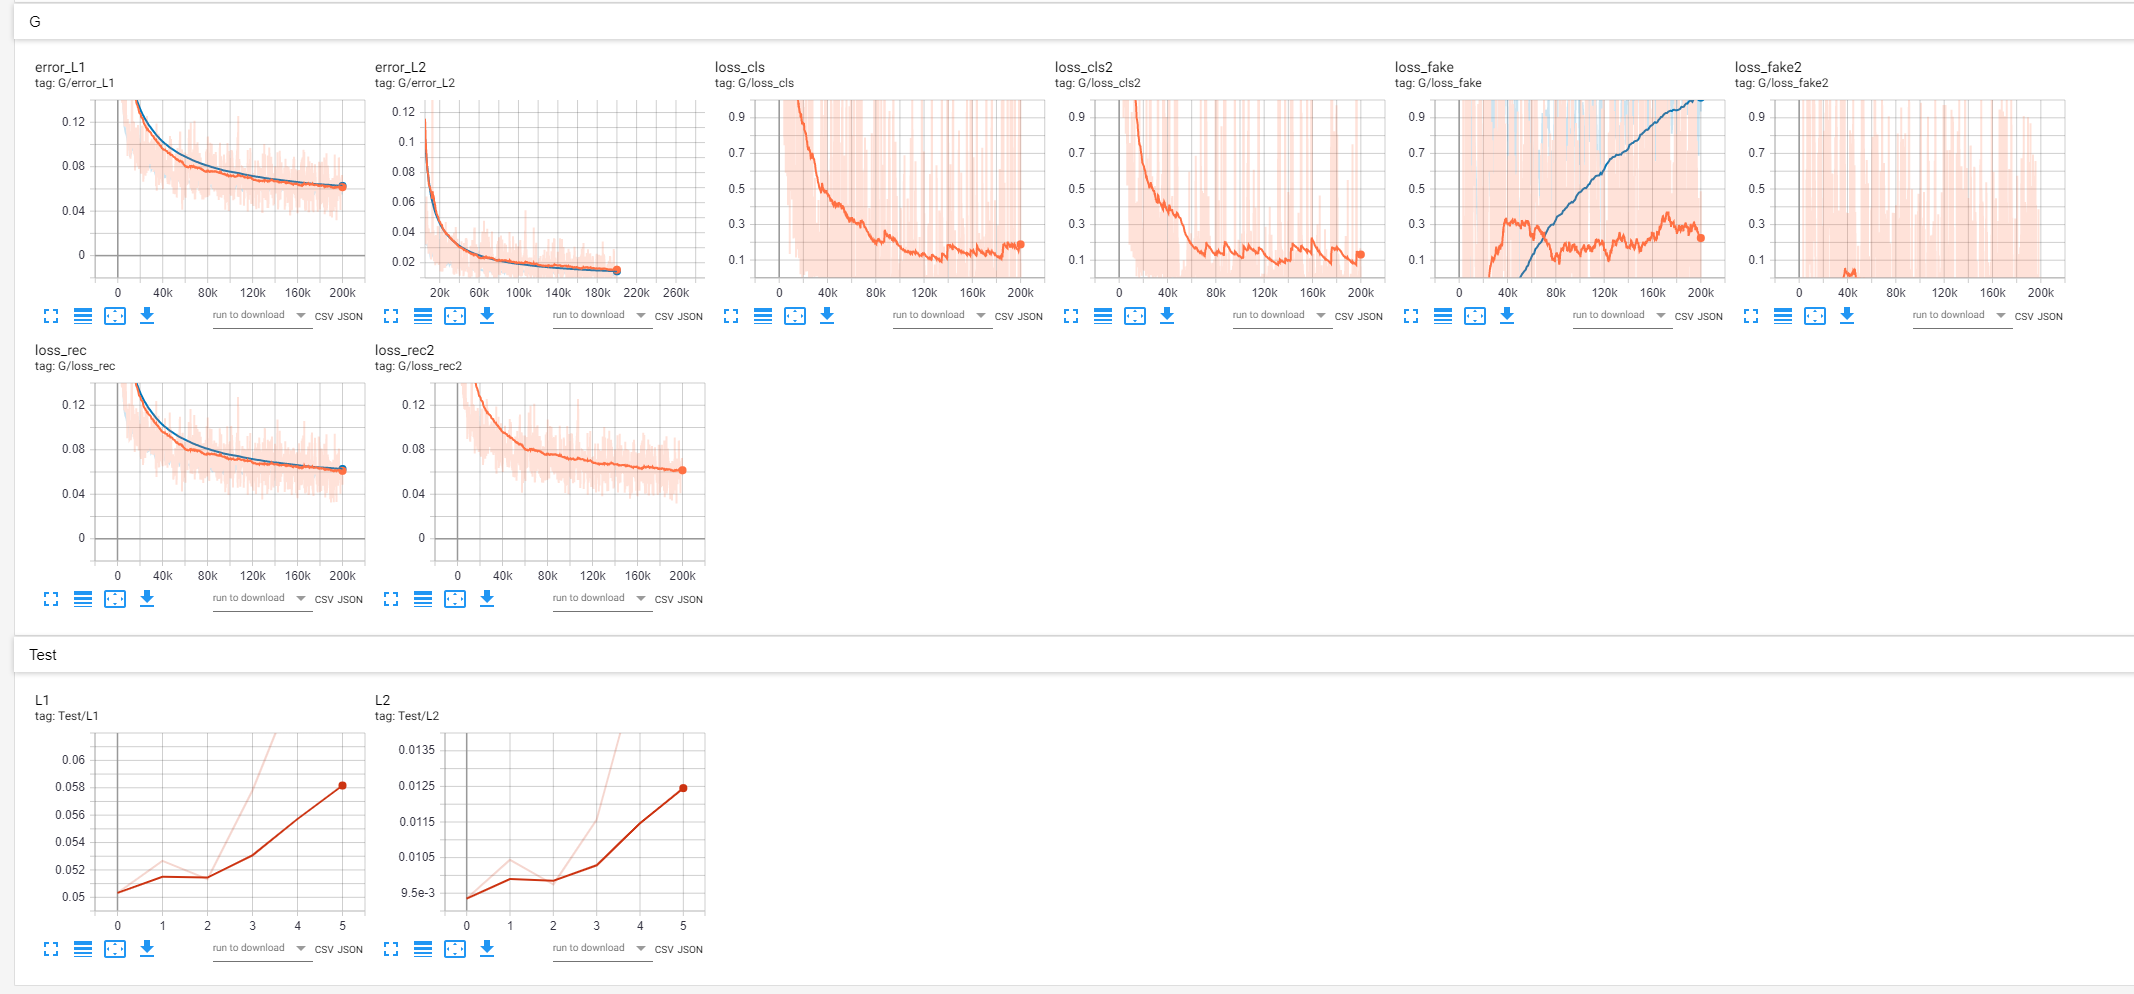 G
error_L1
tag: G/error_L1
0.12
0.08
0.04
0
0 40k 80k 120k 160k 200k
run to download CSV JSON
error_L2
tag: G/error_L2
0.12
0.1
0.08
0.06
0.04
0.02
20k 60k 100k 140k 180k 220k 260k
run to download CSV JSON
loss_cls
tag: G/loss_cls
0.9
0.7
0.5
0.3
0.1
0 40k 80k 120k 160k 200k
run to download CSV JSON
loss_cls2
tag: G/loss_cls2
0.9
0.7
0.5
0.3
0.1
0 40k 80k 120k 160k 200k
run to download CSV JSON
loss_fake
tag: G/loss_fake
0.9
0.7
0.5
0.3
0.1
0 40k 80k 120k 160k 200k
run to download CSV JSON
loss_fake2
tag: G/loss_fake2
0.9
0.7
0.5
0.3
0.1
0 40k 80k 120k 160k 200k
run to download CSV JSON
loss_rec
tag: G/loss_rec
0.12
0.08
0.04
0
0 40k 80k 120k 160k 200k
run to download CSV JSON
loss_rec2
tag: G/loss_rec2
0.12
0.08
0.04
0
0 40k 80k 120k 160k 200k
run to download CSV JSON
Test
L1
tag: Test/L1
0.06
0.058
0.056
0.054
0.052
0.05
0 1 2 3 4 5
run to download CSV JSON
L2
tag: Test/L2
0.0135
0.0125
0.0115
0.0105
9.5e-3
0 1 2 3 4 5
run to download CSV JSON